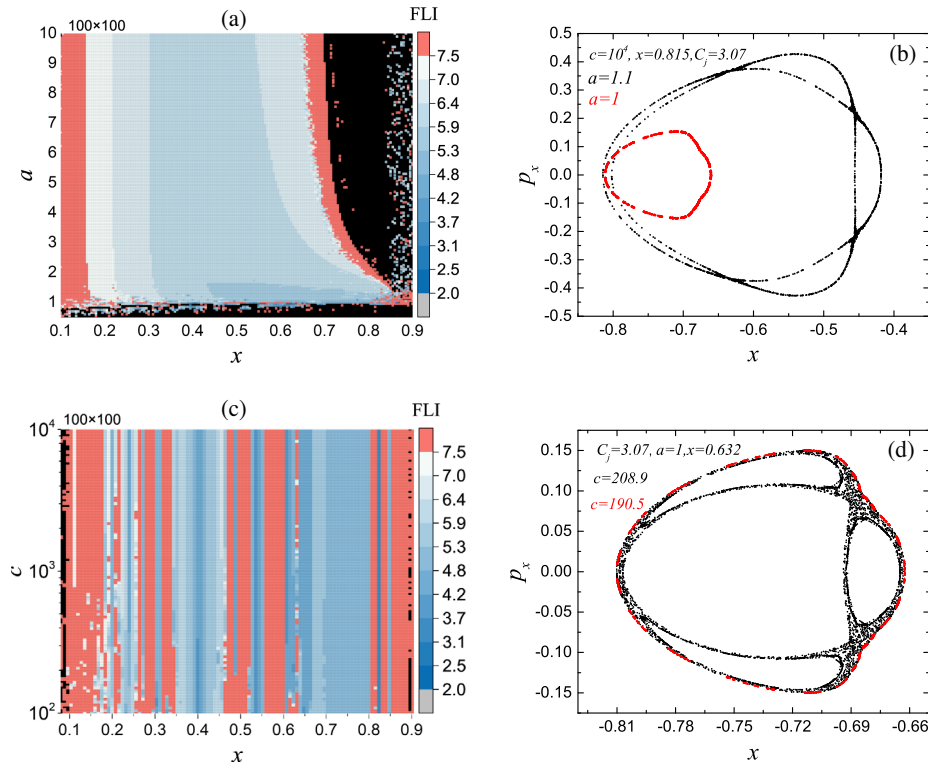 (a)
100×100
FLI
10
9
8
7
6
5
4
3
2
1
a
0.1 0.2 0.3 0.4 0.5 0.6 0.7 0.8 0.9
x
7.5
7.0
6.4
5.9
5.3
4.8
4.2
3.7
3.1
2.5
2.0
(b)
c=10⁴, x=0.815,C_j=3.07
a=1.1
a=1
0.5
0.4
0.3
0.2
0.1
0.0
-0.1
-0.2
-0.3
-0.4
-0.5
p_x
-0.8 -0.7 -0.6 -0.5 -0.4
x
(c)
100×100
FLI
10⁴
10³
10²
c
0.1 0.2 0.3 0.4 0.5 0.6 0.7 0.8 0.9
x
7.5
7.0
6.4
5.9
5.3
4.8
4.2
3.7
3.1
2.5
2.0
(d)
C_j=3.07, a=1,x=0.632
c=208.9
c=190.5
0.15
0.10
0.05
0.00
-0.05
-0.10
-0.15
p_x
-0.81 -0.78 -0.75 -0.72 -0.69 -0.66
x